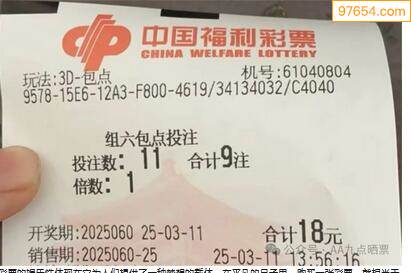 97654.com
中国福利彩票
CHINA WELFARE LOTTERY
玩法:3D-包点 机号:61040804
9578-15E6-12A3-F800-4619/34134032/C4040
组六包点投注
投注数: 11 合计9注
倍数: 1
开奖期:2025060 25-03-11 合计18元
销售期:2025060-25 25-03-11 13:56:16
公众号 · AA九点晒票